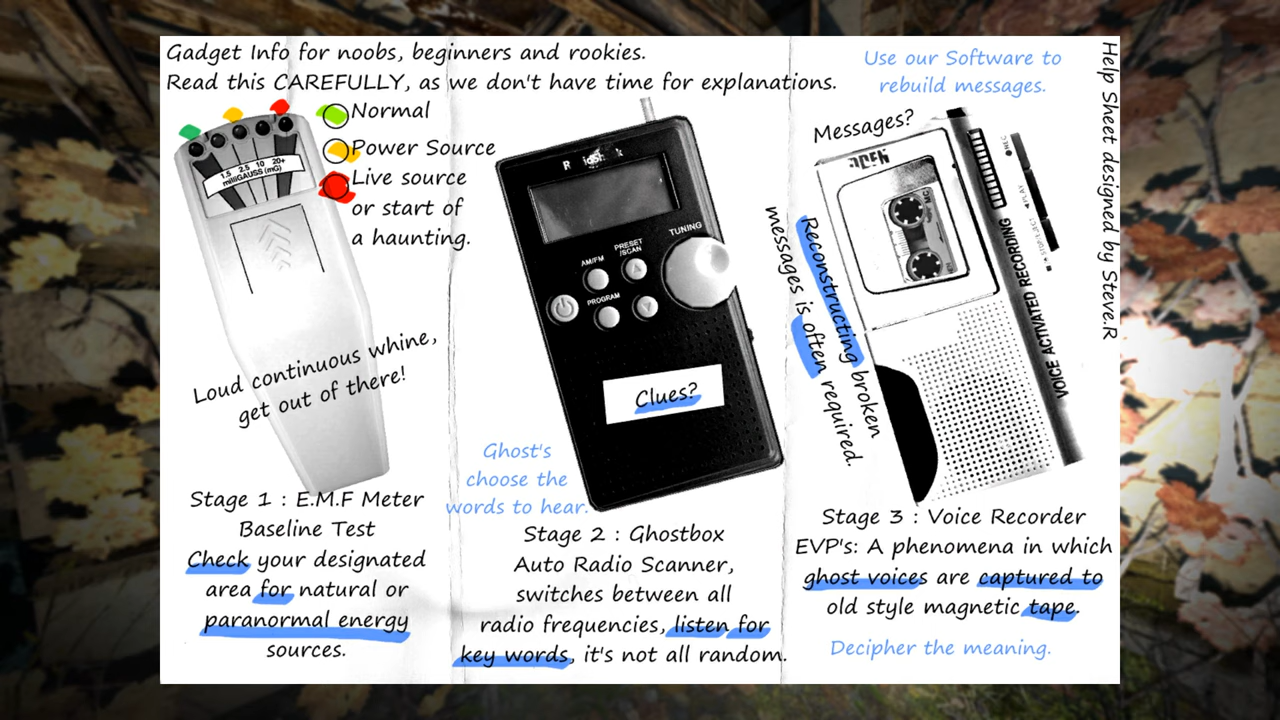 Gadget Info for noobs, beginners and rookies.
Read this CAREFULLY, as we don't have time for explanations.
Normal
Power Source
Live source
or start of
a haunting.
1.5 2.5 10 20+
milliGAUSS (mG)
Loud continuous whine,
get out of there!
Stage 1 : E.M.F Meter
Baseline Test
Check your designated
area for natural or
paranormal energy
sources.
TUNING
PRESET
/SCAN
AM/FM
PROGRAM
Clues?
Ghost's
choose the
words to hear.
Stage 2 : Ghostbox
Auto Radio Scanner,
switches between all
radio frequencies, listen for
key words, it's not all random.
Use our Software to
rebuild messages.
Messages?
REC
PLAY
VOICE ACTIVATED RECORDING
Reconstructing broken
messages is often required.
Stage 3 : Voice Recorder
EVP's: A phenomena in which
ghost voices are captured to
old style magnetic tape.
Decipher the meaning.
Help Sheet designed by Steve.R